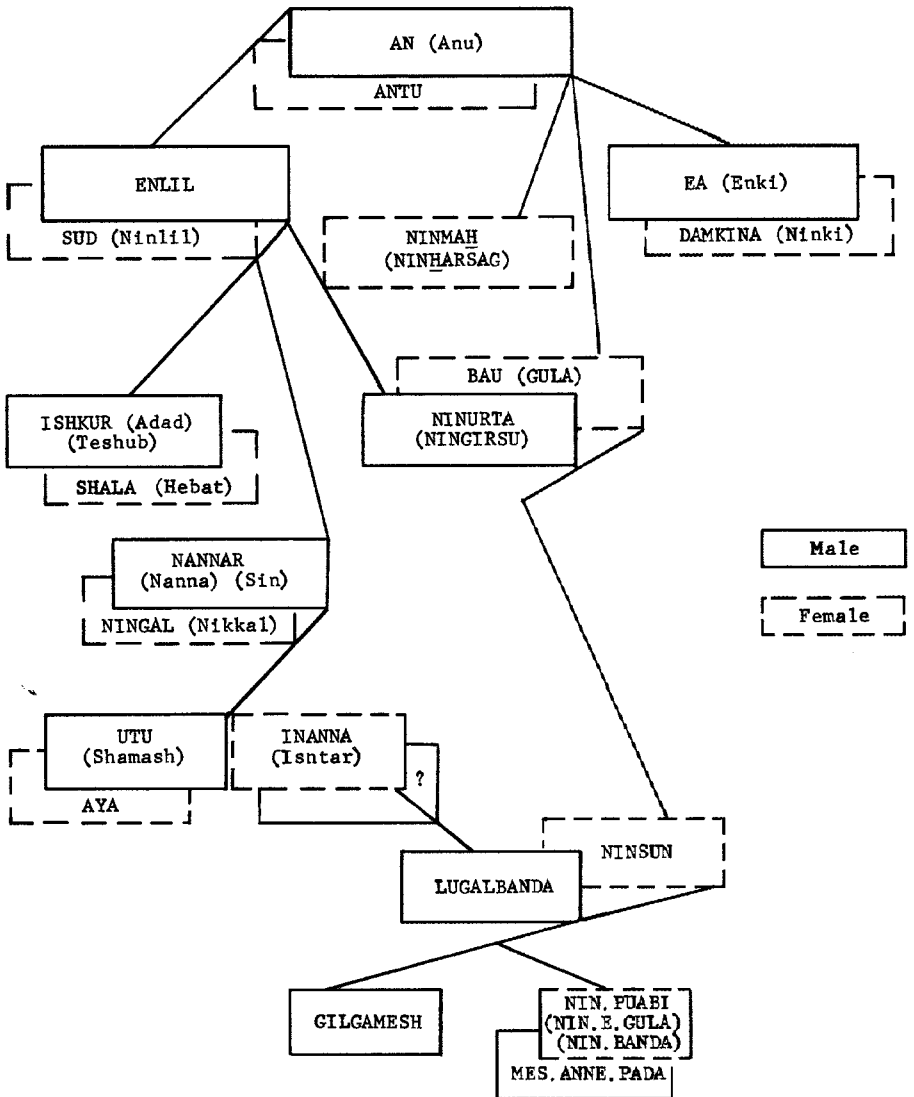 AN (Anu)
ANTU
ENLIL
EA (Enki)
SUD (Ninlil)
NINMAḪ
(NINḪARSAG)
DAMKINA (Ninki)
BAU (GULA)
ISHKUR (Adad)
(Teshub)
NINURTA
(NINGIRSU)
SHALA (Hebat)
NANNAR
(Nanna) (Sin)
Male
NINGAL (Nikkal)
Female
UTU
(Shamash)
INANNA
(Isntar)
?
AYA
NINSUN
LUGALBANDA
GILGAMESH
NIN.PUABI
(NIN.E.GULA)
(NIN.BANDA)
MES.ANNE.PADA